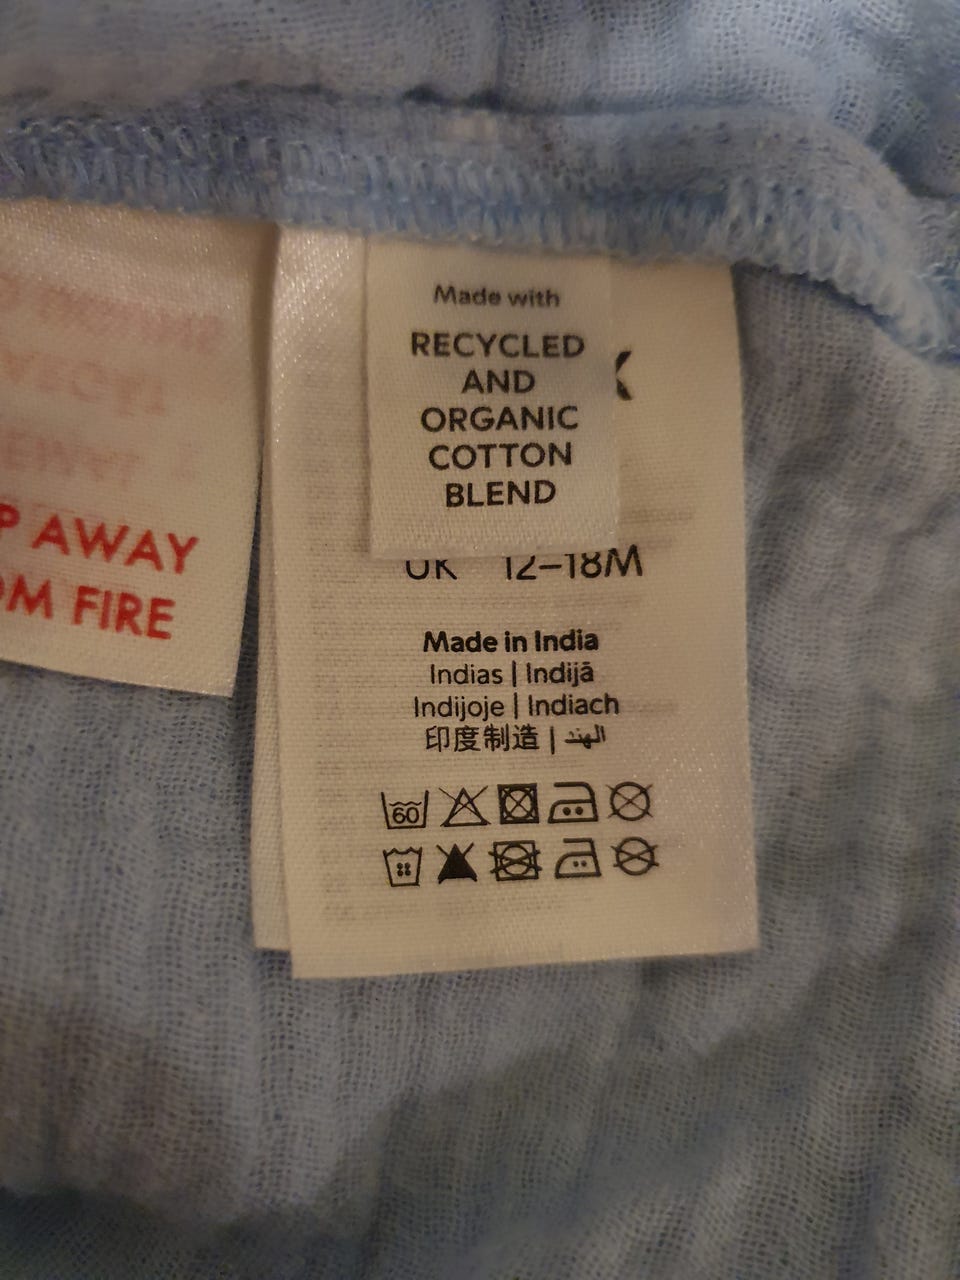 P AWAY
OM FIRE
Made with
RECYCLED
AND
ORGANIC
COTTON
BLEND
UK 12–18M
Made in India
Indias | Indijā
Indijoje | Indiach
印度制造 | الهند
60